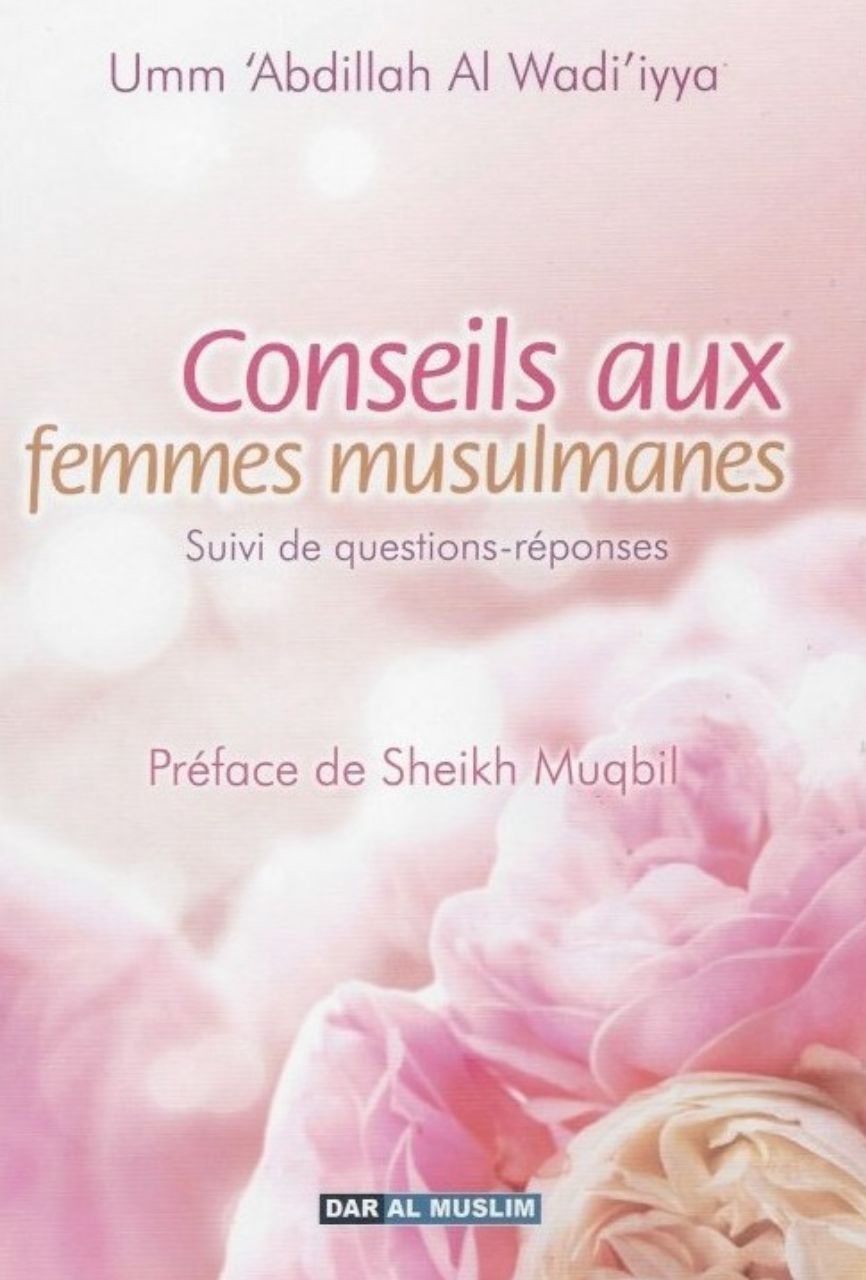 Umm ‘Abdillah Al Wadi’iyya
Conseils aux
femmes musulmanes
Suivi de questions-réponses
Préface de Sheikh Muqbil
DAR AL MUSLIM